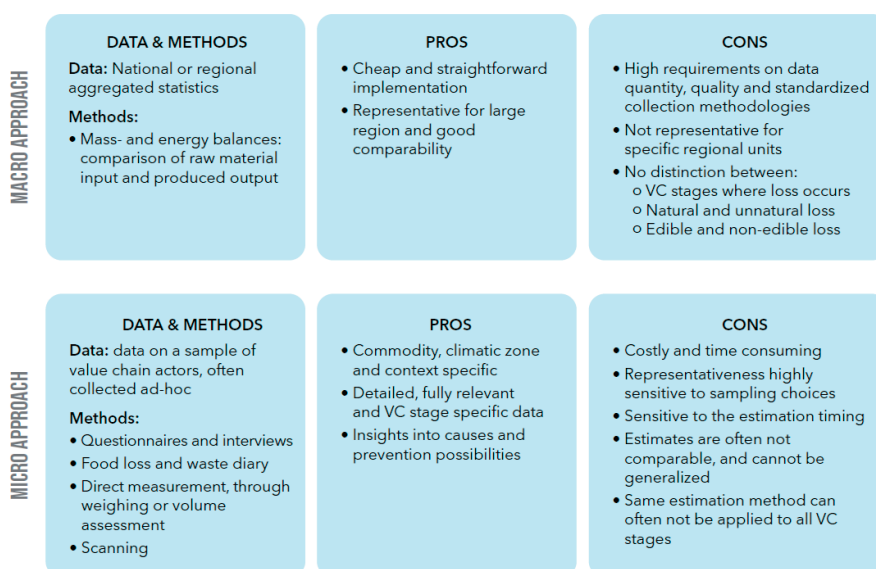 MACRO APPROACH
DATA & METHODS
Data: National or regional
aggregated statistics
Methods:
• Mass- and energy balances:
comparison of raw material
input and produced output
PROS
• Cheap and straightforward
implementation
• Representative for large
region and good
comparability
CONS
• High requirements on data
quantity, quality and standardized
collection methodologies
• Not representative for
specific regional units
• No distinction between:
o VC stages where loss occurs
o Natural and unnatural loss
o Edible and non-edible loss
MICRO APPROACH
DATA & METHODS
Data: data on a sample of
value chain actors, often
collected ad-hoc
Methods:
• Questionnaires and interviews
• Food loss and waste diary
• Direct measurement, through
weighing or volume
assessment
• Scanning
PROS
• Commodity, climatic zone
and context specific
• Detailed, fully relevant
and VC stage specific data
• Insights into causes and
prevention possibilities
CONS
• Costly and time consuming
• Representativeness highly
sensitive to sampling choices
• Sensitive to the estimation timing
• Estimates are often not
comparable, and cannot be
generalized
• Same estimation method can
often not be applied to all VC
stages